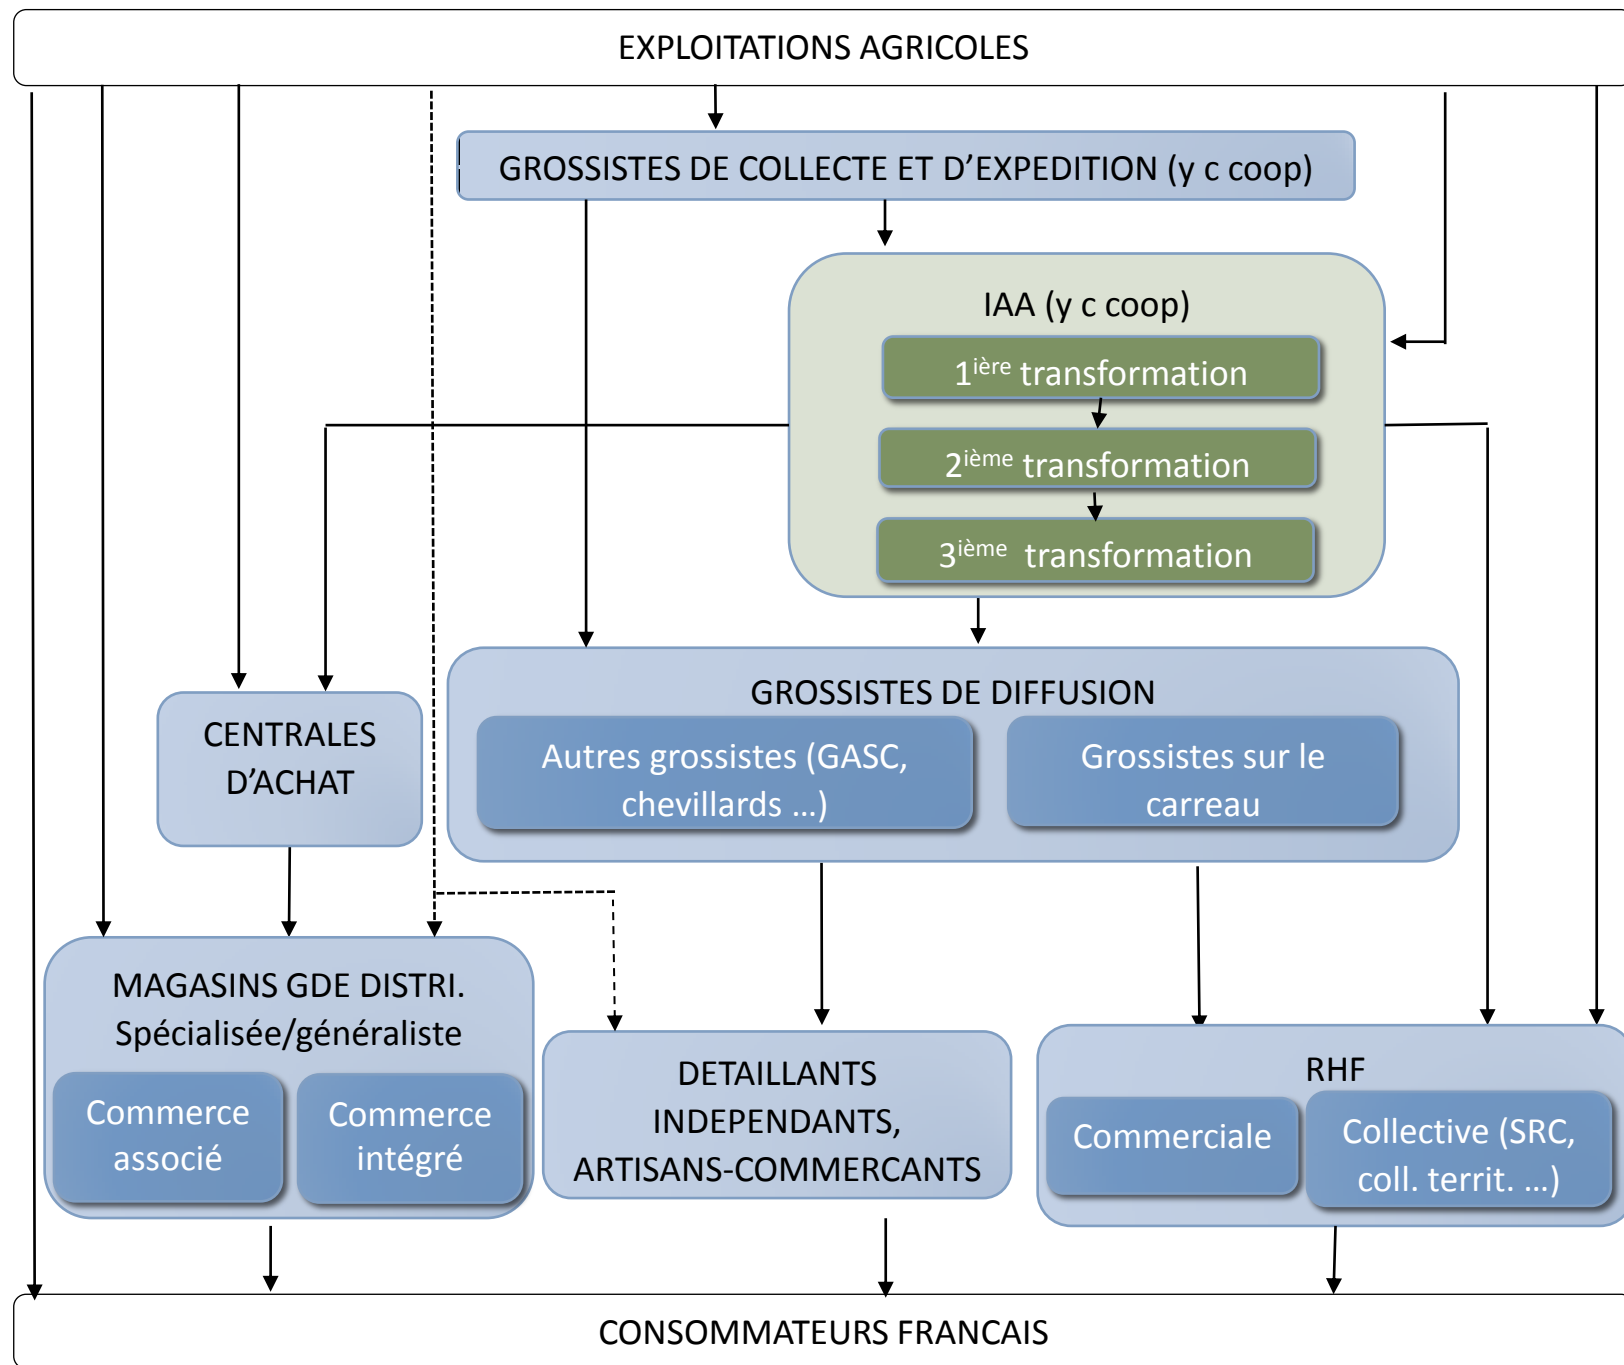 EXPLOITATIONS AGRICOLES
GROSSISTES DE COLLECTE ET D’EXPEDITION (y c coop)
IAA (y c coop)
1ière transformation
2ième transformation
3ième transformation
GROSSISTES DE DIFFUSION
Autres grossistes (GASC,
chevillards ...)
Grossistes sur le
carreau
CENTRALES
D’ACHAT
MAGASINS GDE DISTRI.
Spécialisée/généraliste
Commerce
associé
Commerce
intégré
DETAILLANTS
INDEPENDANTS,
ARTISANS-COMMERCANTS
RHF
Commerciale
Collective (SRC,
coll. territ. ...)
CONSOMMATEURS FRANCAIS